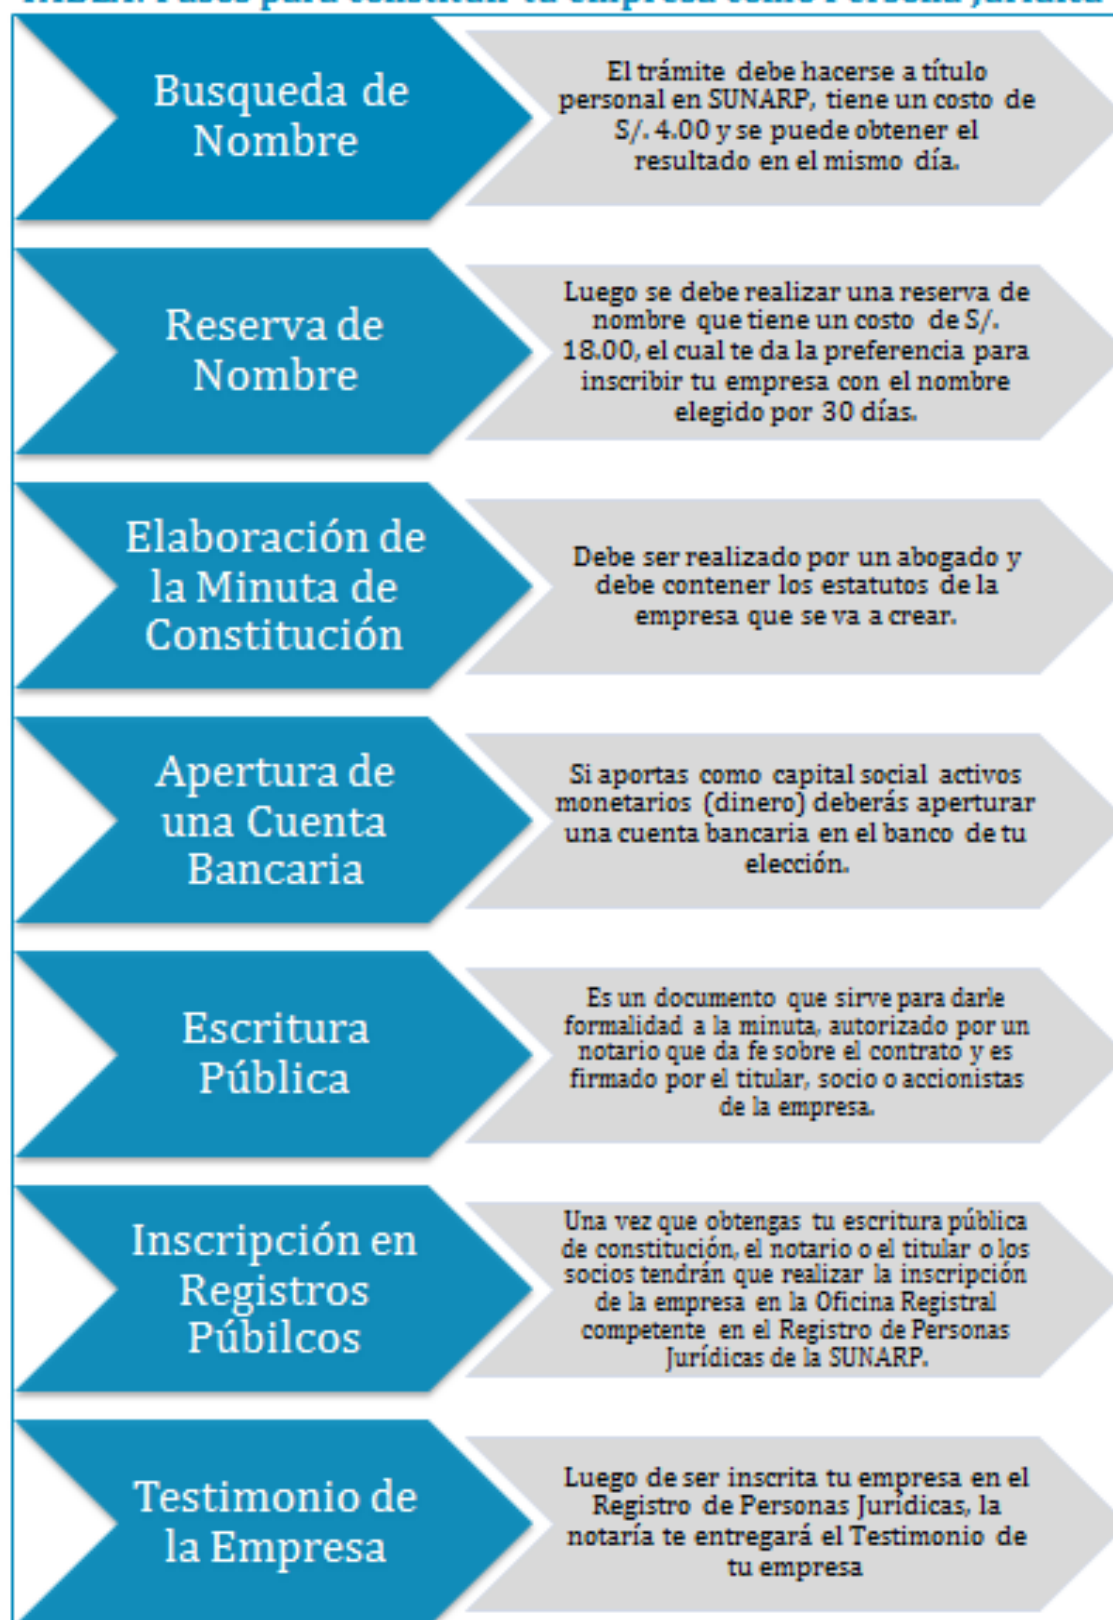 Pasos para constituir tu empresa como Persona Jurídica
Busqueda de
Nombre
El trámite debe hacerse a título
personal en SUNARP, tiene un costo de
S/. 4.00 y se puede obtener el
resultado en el mismo día.
Reserva de
Nombre
Luego se debe realizar una reserva de
nombre que tiene un costo de S/.
18.00, el cual te da la preferencia para
inscribir tu empresa con el nombre
elegido por 30 días.
Elaboración de
la Minuta de
Constitución
Debe ser realizado por un abogado y
debe contener los estatutos de la
empresa que se va a crear.
Apertura de
una Cuenta
Bancaria
Si aportas como capital social activos
monetarios (dinero) deberás aperturar
una cuenta bancaria en el banco de tu
elección.
Escritura
Pública
Es un documento que sirve para darle
formalidad a la minuta, autorizado por un
notario que da fe sobre el contrato y es
firmado por el titular, socio o accionistas
de la empresa.
Inscripción en
Registros
Púbilcos
Una vez que obtengas tu escritura pública
de constitución, el notario o el titular o los
socios tendrán que realizar la inscripción
de la empresa en la Oficina Registral
competente en el Registro de Personas
Jurídicas de la SUNARP.
Testimonio de
la Empresa
Luego de ser inscrita tu empresa en el
Registro de Personas Jurídicas, la
notaría te entregará el Testimonio de
tu empresa